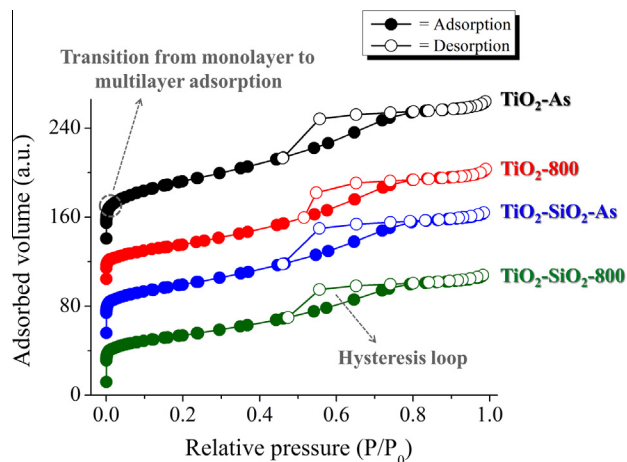 = Adsorption
= Desorption
Transition from monolayer to
multilayer adsorption
TiO₂-As
TiO₂-800
TiO₂-SiO₂-As
TiO₂-SiO₂-800
Hysteresis loop
Adsorbed volume (a.u.)
240
160
80
0
0.0 0.2 0.4 0.6 0.8 1.0
Relative pressure (P/P₀)